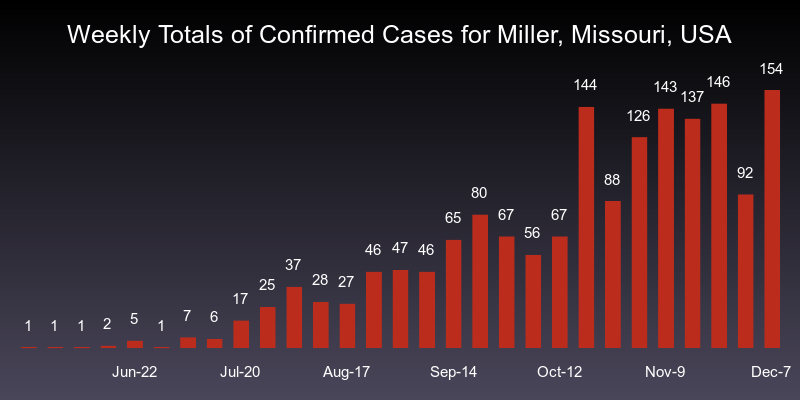 Weekly Totals of Confirmed Cases for Miller, Missouri, USA
1 1 1 2 5 1 7 6 17 25 37 28 27 46 47 46 65 80 67 56 67 144 88 126 143 137 146 92 154
Jun-22 Jul-20 Aug-17 Sep-14 Oct-12 Nov-9 Dec-7